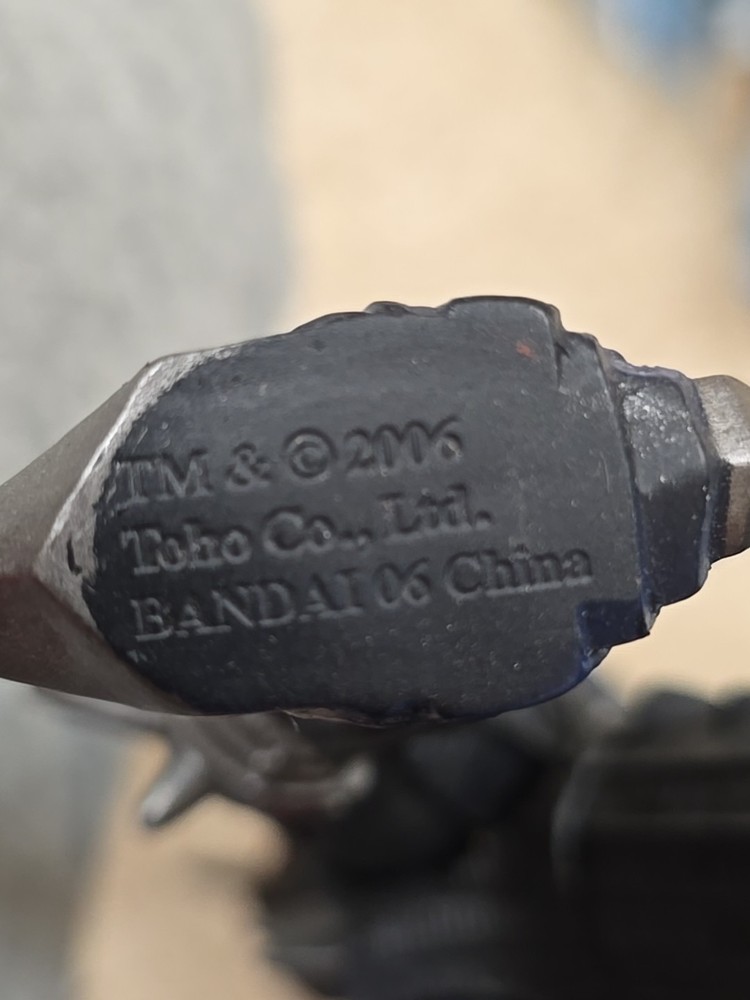 TM & © 2006
Toho Co., Ltd.
BANDAI 06 China